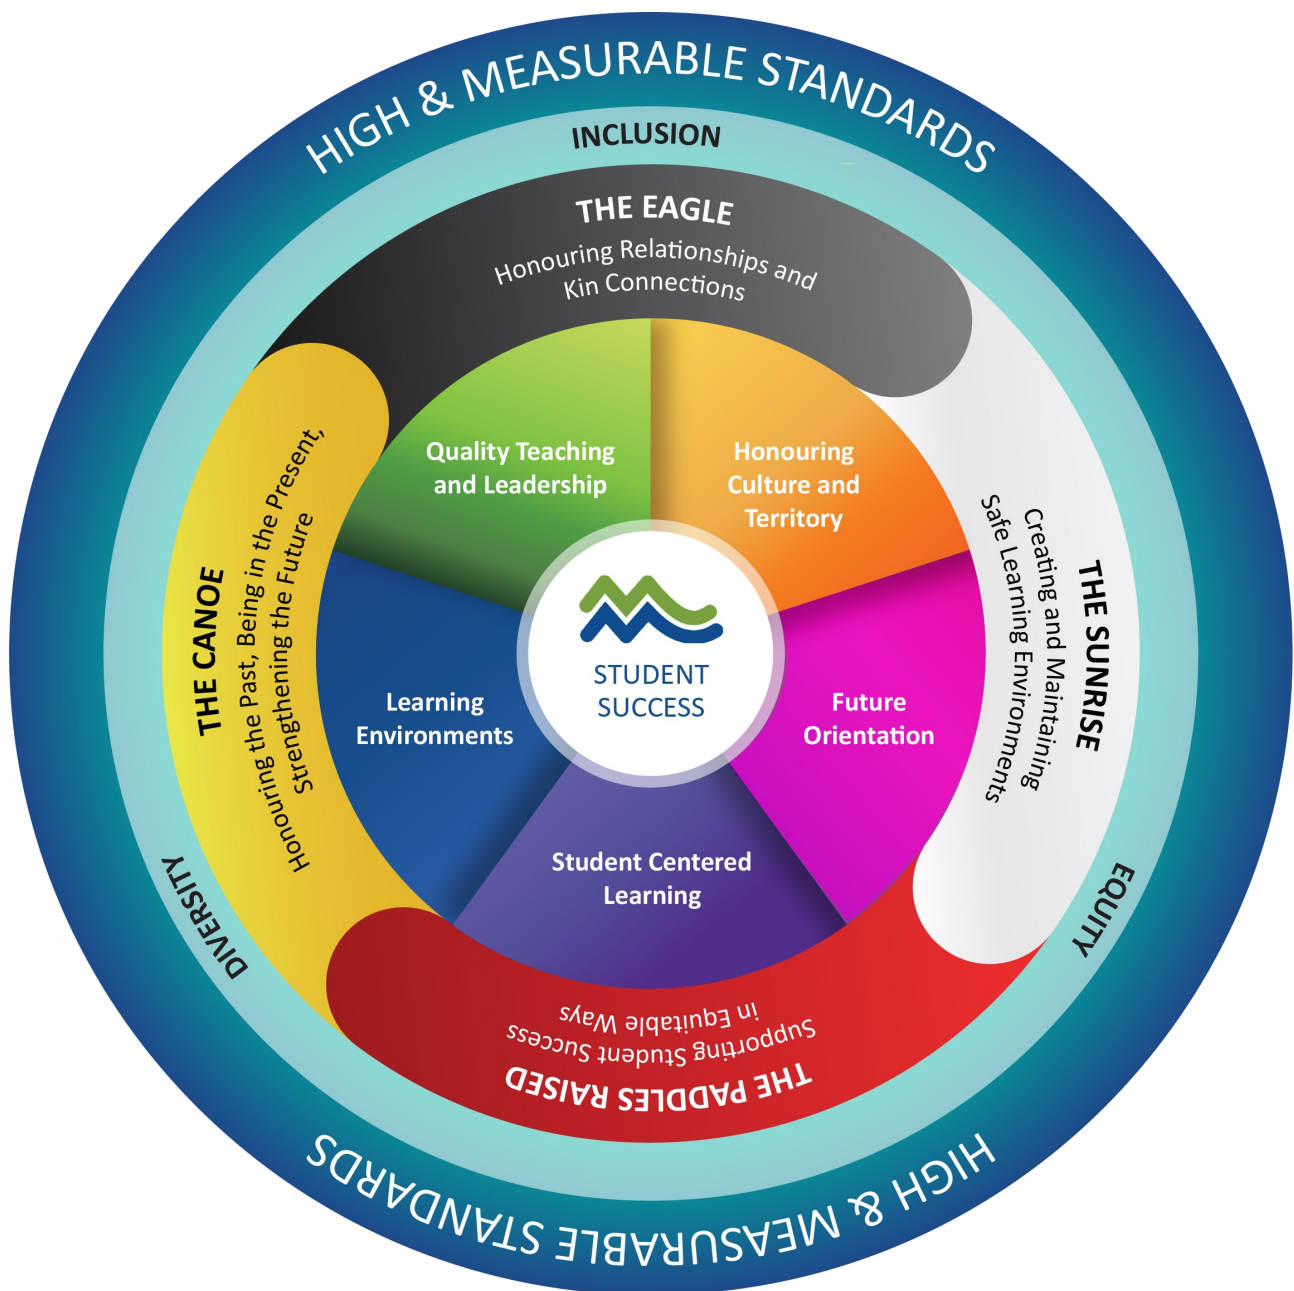 HIGH & MEASURABLE STANDARDS
INCLUSION
THE EAGLE
Honouring Relationships and
Kin Connections
THE SUNRISE
Creating and Maintaining
Safe Learning Environments
EQUITY
THE PADDLES RAISED
Supporting Student Success
in Equitable Ways
DIVERSITY
THE CANOE
Honouring the Past, Being in the Present,
Strengthening the Future
Quality Teaching
and Leadership
Honouring
Culture and
Territory
Future
Orientation
Student Centered
Learning
Learning
Environments
STUDENT
SUCCESS
HIGH & MEASURABLE STANDARDS